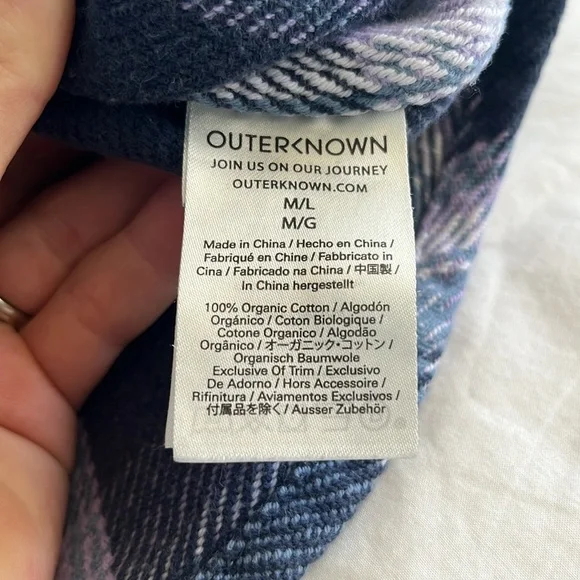 OUTERKNOWN
JOIN US ON OUR JOURNEY
OUTERKNOWN.COM
M/L
M/G
Made in China / Hecho en China /
Fabriqué en Chine / Fabbricato in
Cina / Fabricado na China / 中国製 /
In China hergestellt
100% Organic Cotton / Algodón
Orgánico / Coton Biologique /
Cotone Organico / Algodão
Orgânico / オーガニック・コットン /
Organisch Baumwole
Exclusive Of Trim / Exclusivo
De Adorno / Hors Accessoire /
Rifinitura / Aviamentos Exclusivos /
付属品を除く / Ausser Zubehör